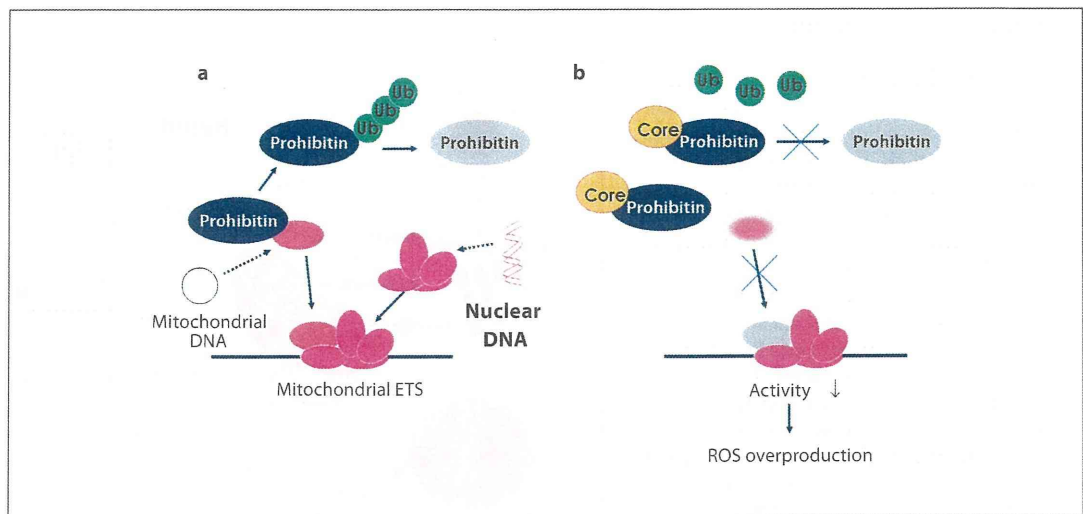 a
Ub
Ub
Ub
Prohibitin
Prohibitin
Prohibitin
Mitochondrial
DNA
Nuclear
DNA
Mitochondrial ETS
b
Ub
Ub
Ub
Core
Prohibitin
Prohibitin
Core
Prohibitin
Activity ↓
ROS overproduction